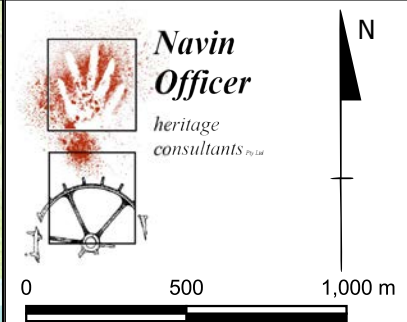 Navin
Officer
heritage
consultants Pty Ltd
N
0 500 1,000 m